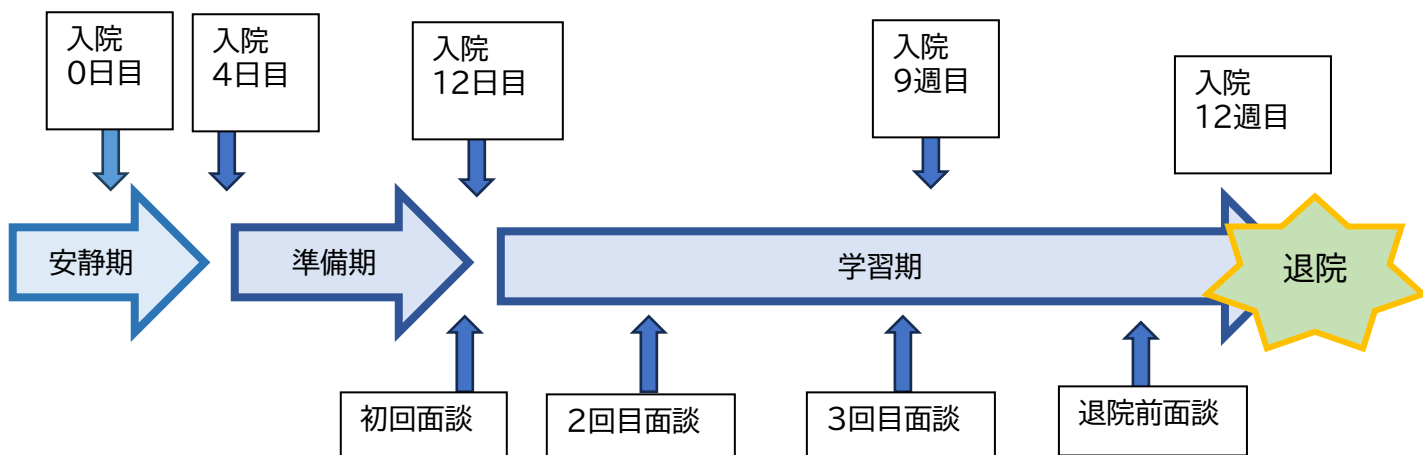 入院
0日目
入院
4日目
入院
12日目
入院
9週目
入院
12週目
安静期
準備期
学習期
退院
初回面談
2回目面談
3回目面談
退院前面談